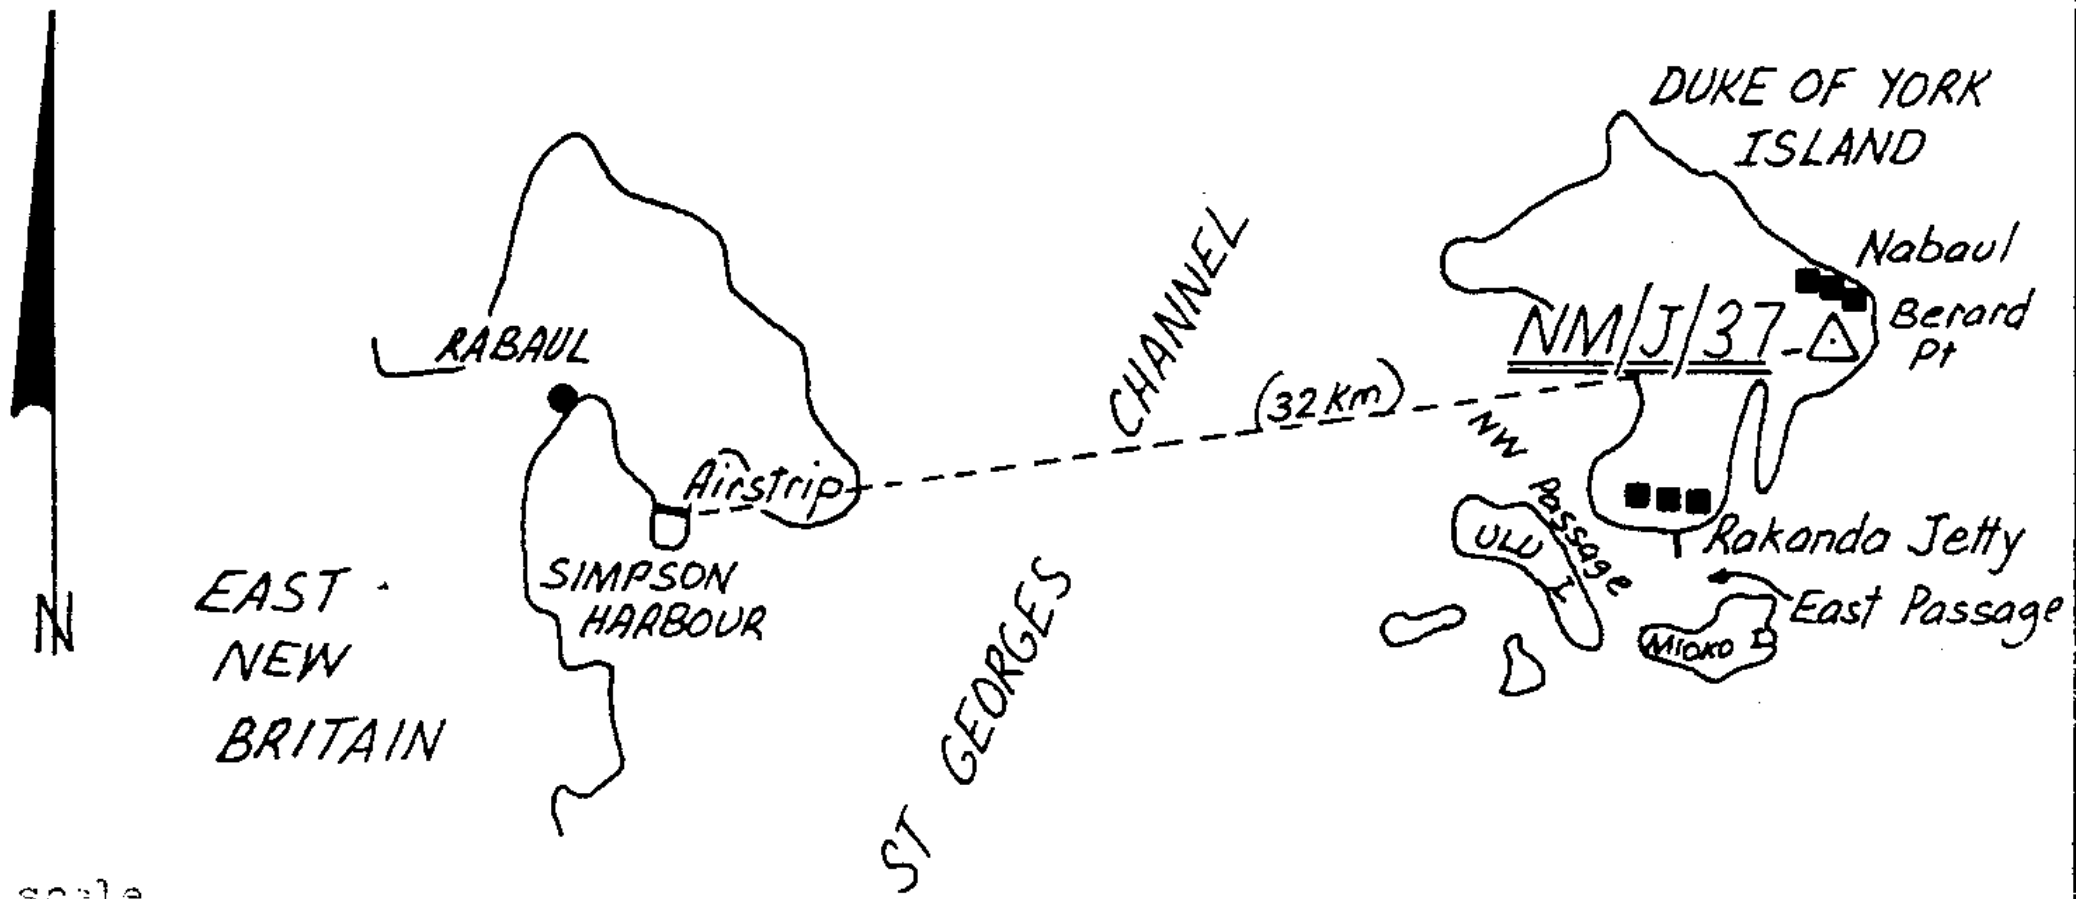 DUKE OF YORK
ISLAND
Nabaul
Berard
Pt
NM/J/37
RABAUL
CHANNEL
(32 Km)
NW
Passage
Airstrip
ULU
I
Rakanda Jetty
East Passage
MIOKO
SIMPSON
HARBOUR
EAST
NEW
BRITAIN
ST GEORGES
N
scale